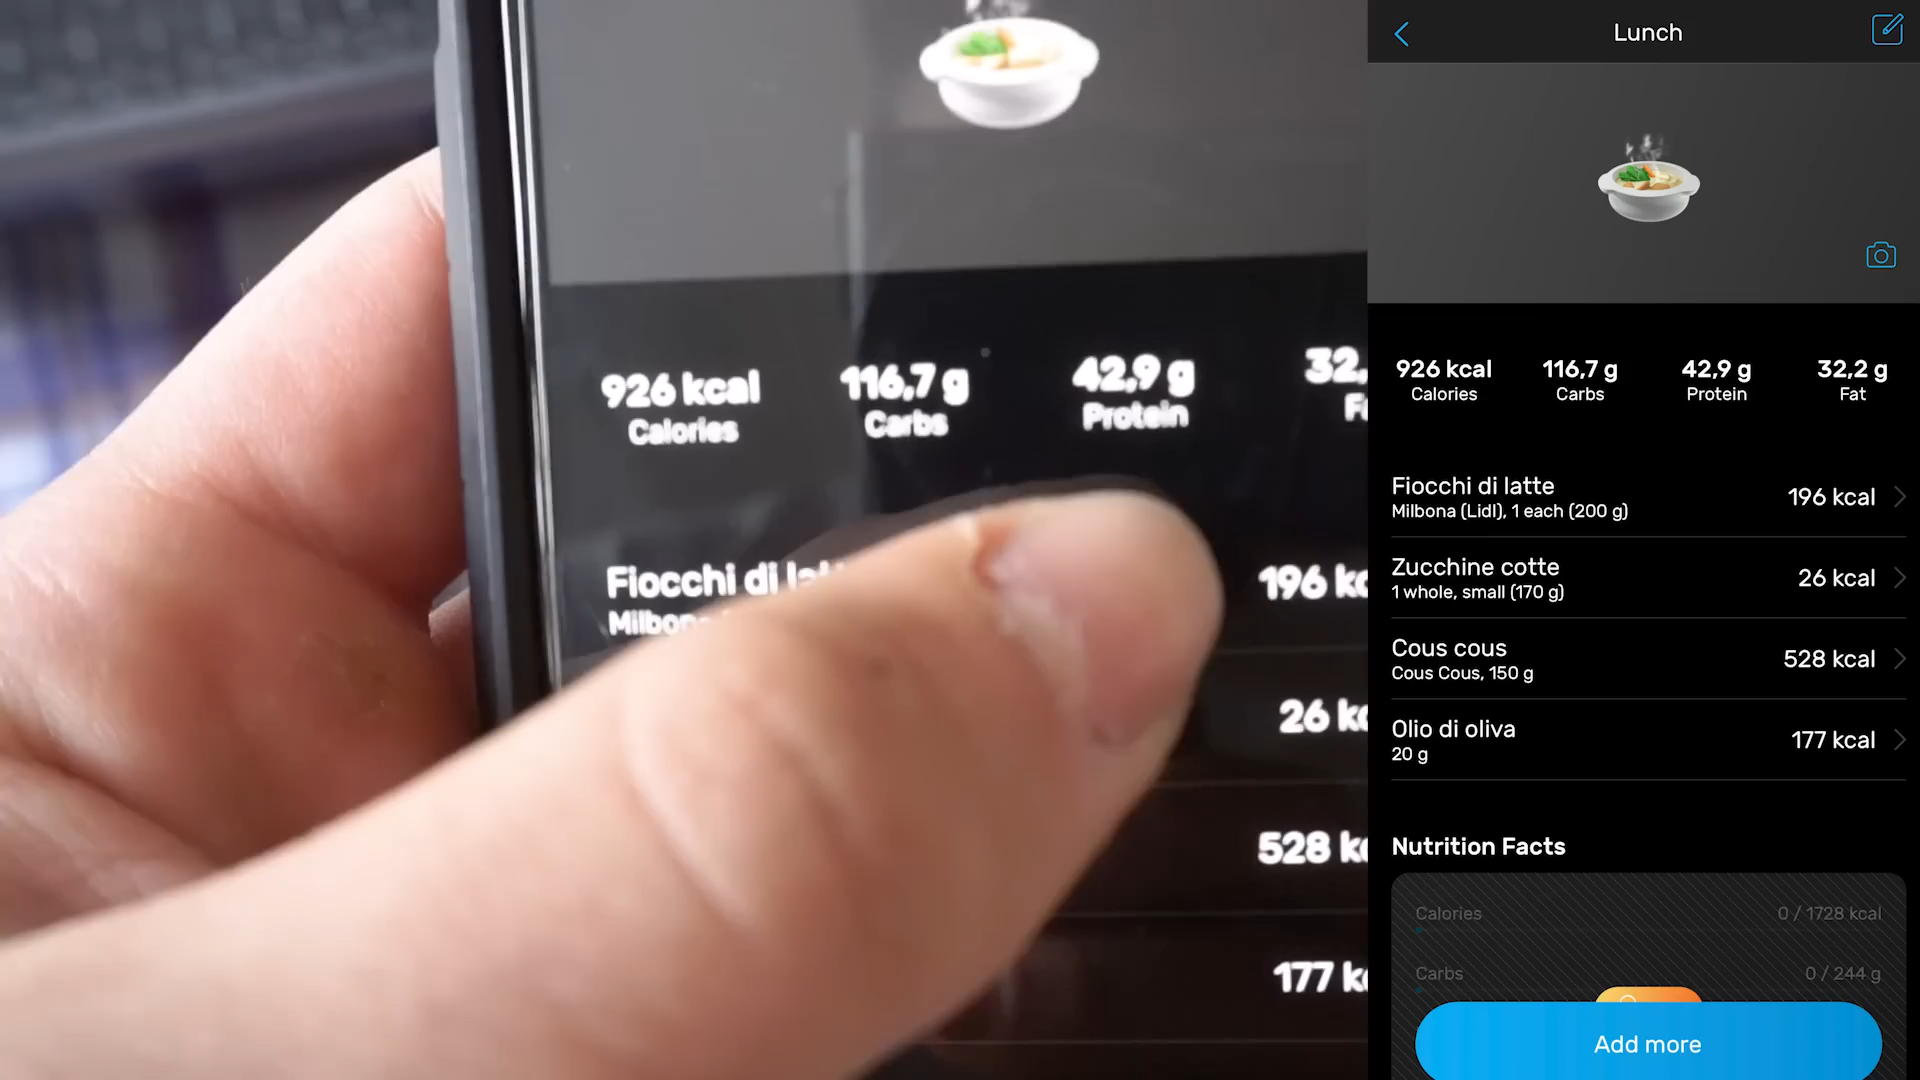 926 kcal 116,7 g 42,9 g 32,
Calories Carbs Protein
Fiocchi di
196
26
528
177
Lunch
926 kcal 116,7 g 42,9 g 32,2 g
Calories Carbs Protein Fat
Fiocchi di latte
196 kcal
Milbona (Lidl), 1 each (200 g)
Zucchine cotte
26 kcal
1 whole, small (170 g)
Cous cous
528 kcal
Cous Cous, 150 g
Olio di oliva
177 kcal
20 g
Nutrition Facts
Calories 0 / 1728 kcal
Carbs 0 / 244 g
Add more